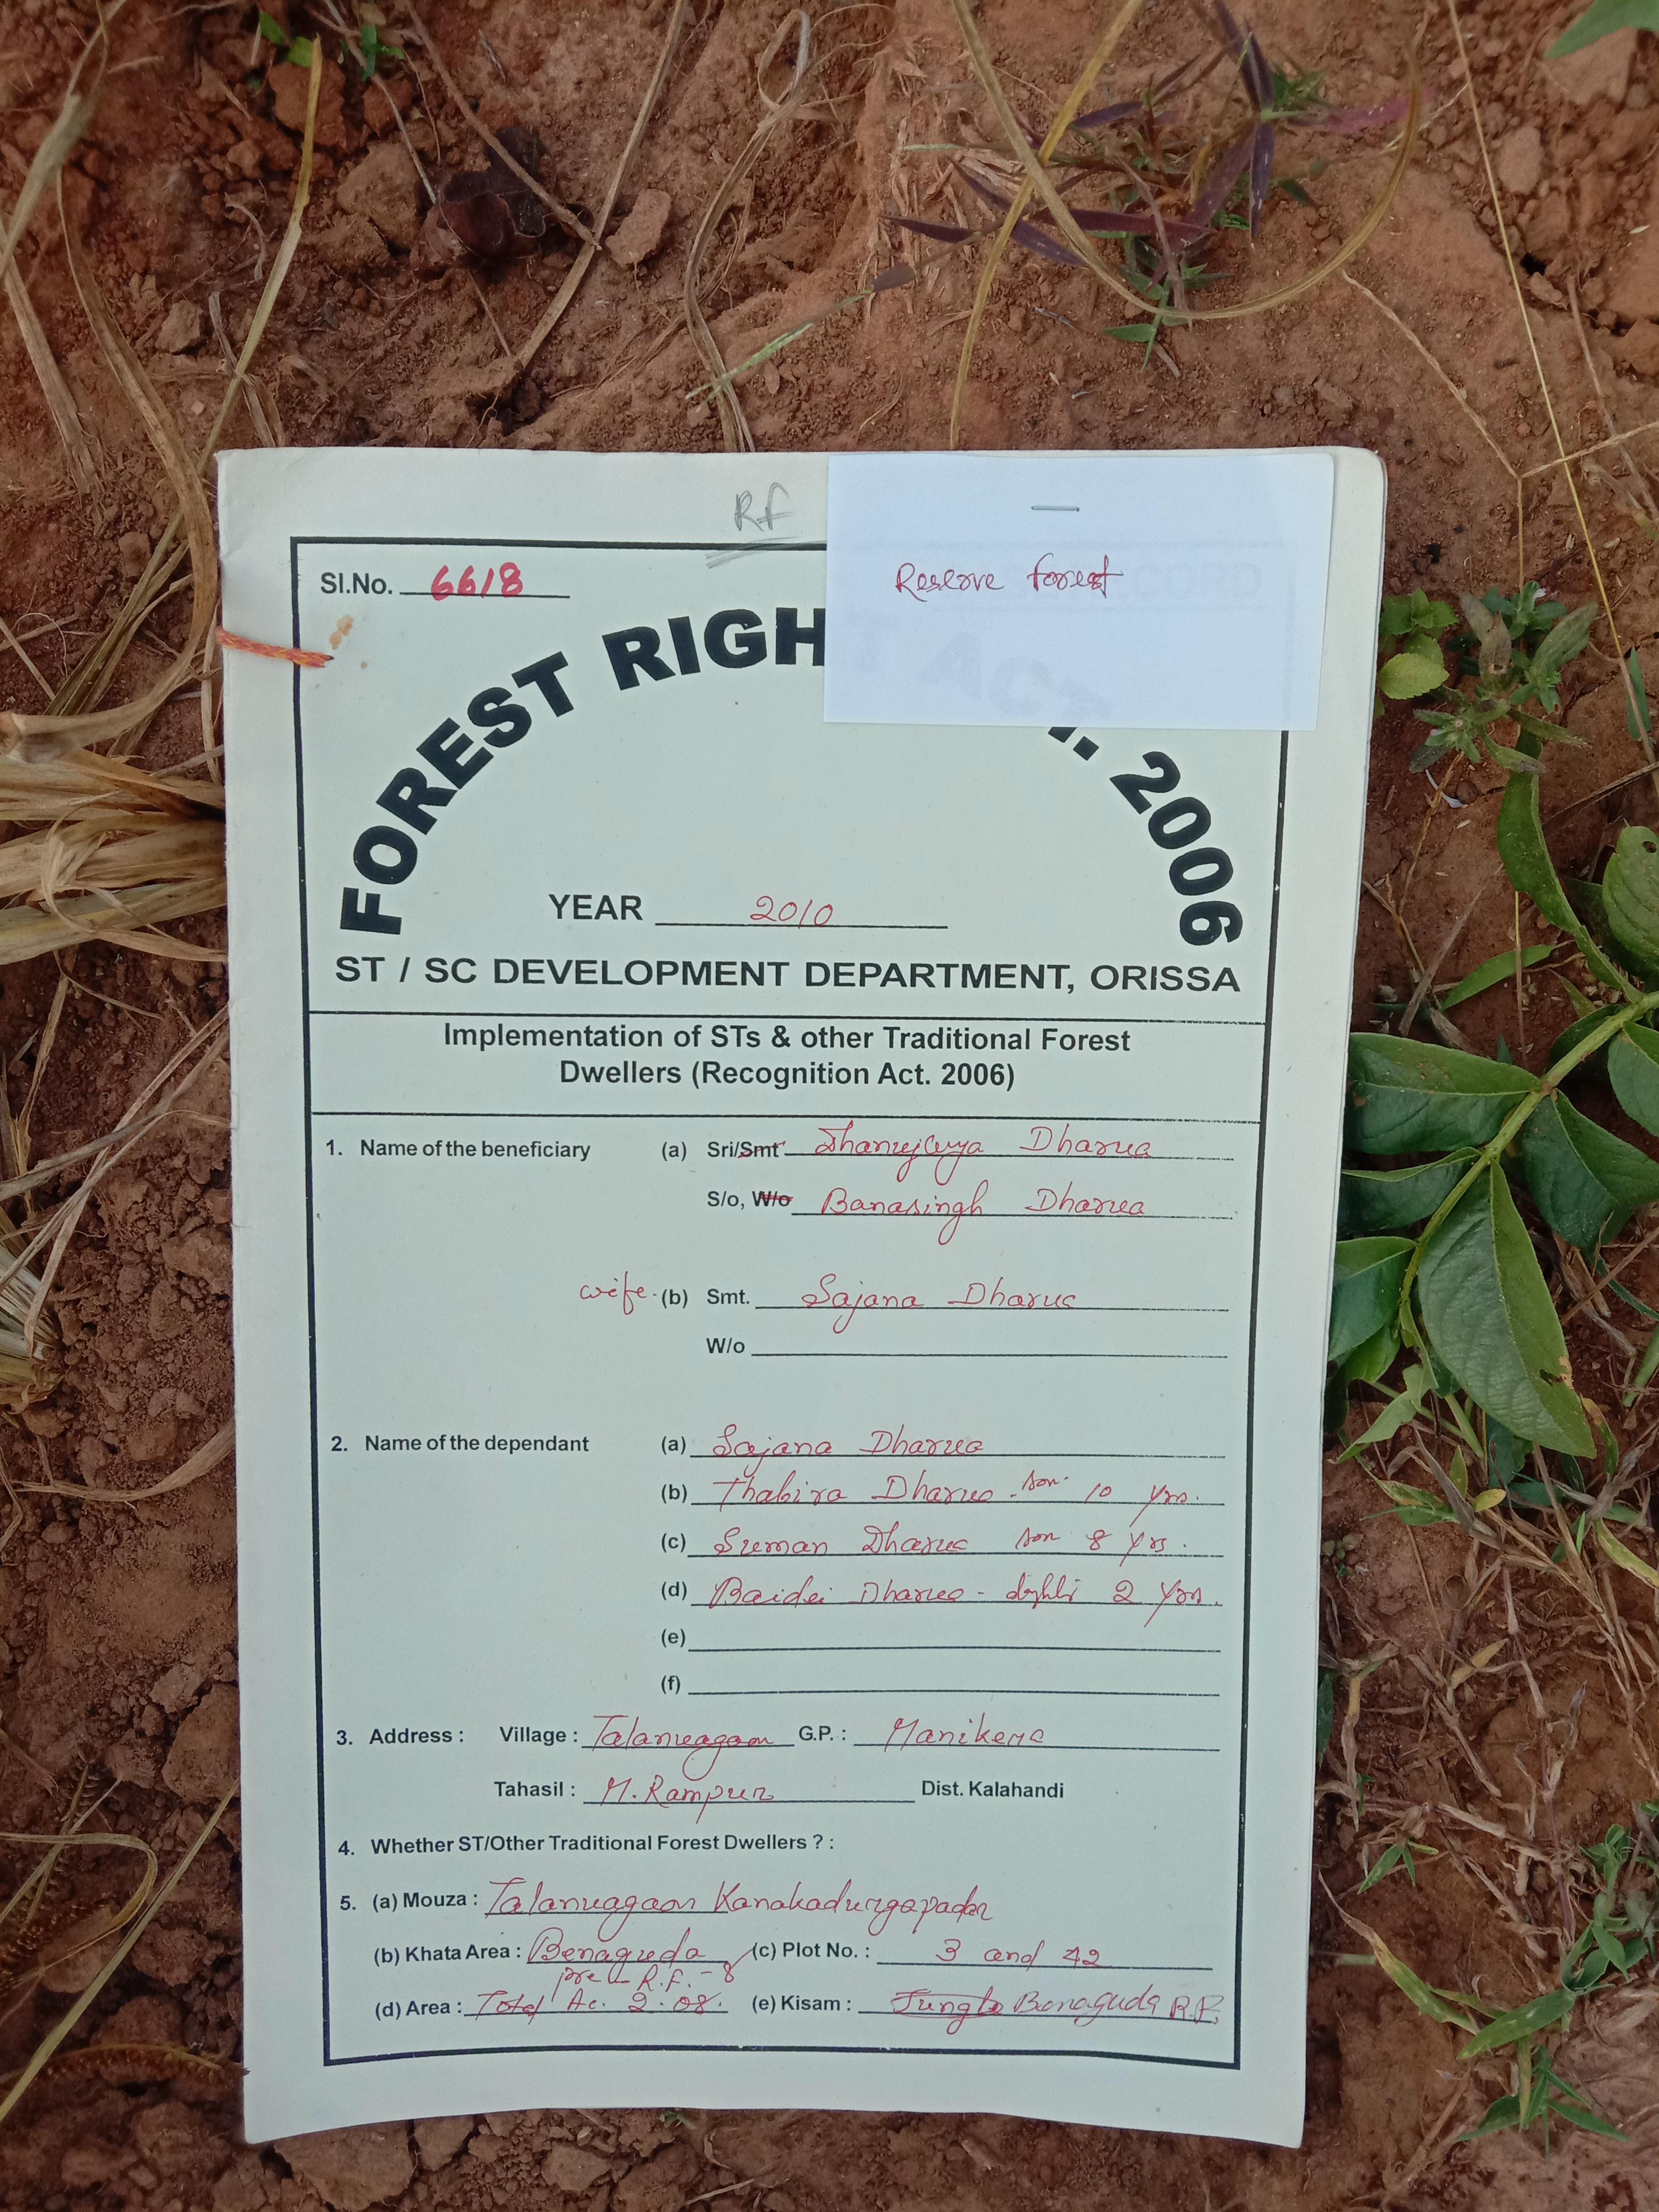 RF
Reserve forest
Sl.No. 6618
FOREST RIGH . 2006
YEAR 2010
ST / SC DEVELOPMENT DEPARTMENT, ORISSA
Implementation of STs & other Traditional Forest
Dwellers (Recognition Act. 2006)
1. Name of the beneficiary (a) Sri/Smt Dhanujaya Dharua
S/o, W/o Banasingh Dharua
wife. (b) Smt. Sajana Dharua
W/o
2. Name of the dependant (a) Sajana Dharua
(b) Thabira Dharua - son 10 yrs.
(c) Suman Dharua son 8 yrs.
(d) Baidei Dharua - 2 yrs.
(e)
(f)
3. Address : Village : Talanuagaon G.P. : Manikera
Tahasil : M. Rampur Dist. Kalahandi
4. Whether ST/Other Traditional Forest Dwellers ? :
5. (a) Mouza : Talanuagaon Kanakadurgapadar
(b) Khata Area : Benaguda (c) Plot No. : 3 and 42
R.F. - 8
(d) Area : Total Ac. 2.08. (e) Kisam : Jungle Benaguda R.F.